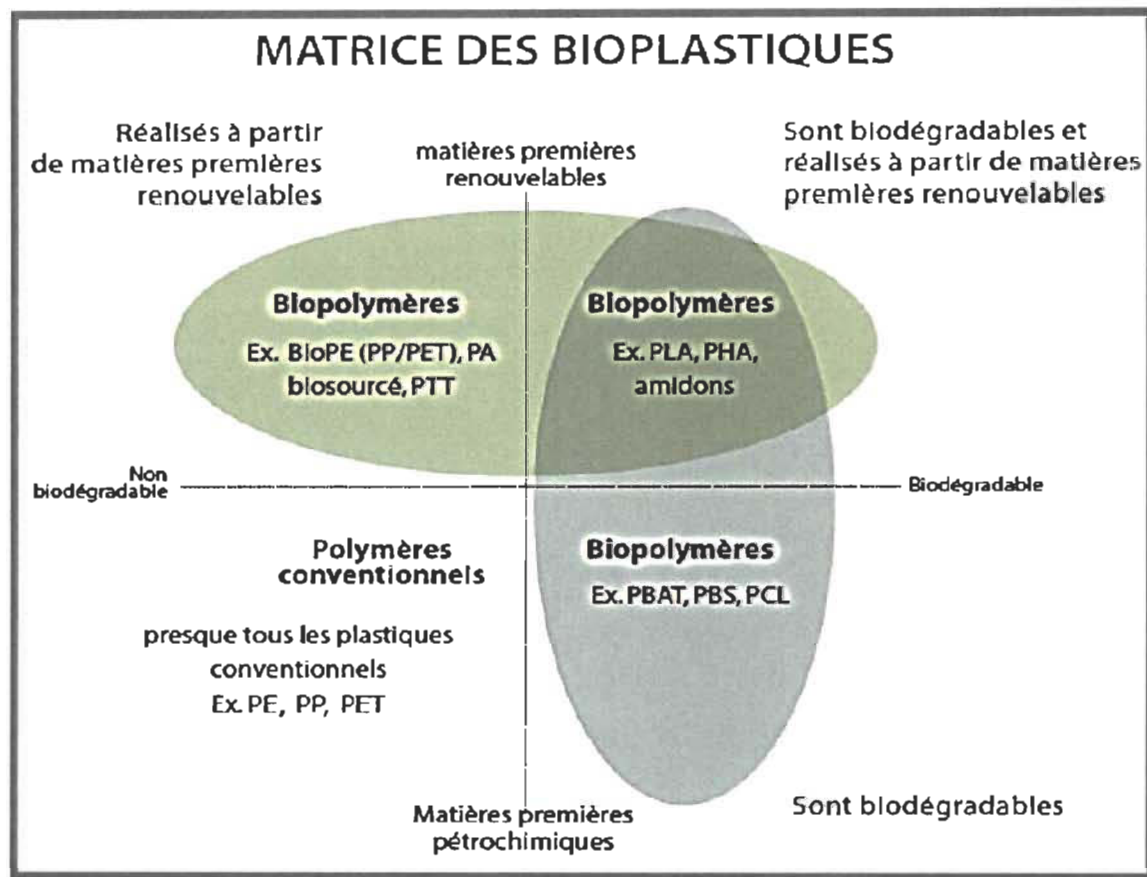 MATRICE DES BIOPLASTIQUES
Réalisés à partir
de matières premières
renouvelables
matières premières
renouvelables
Sont biodégradables et
réalisés à partir de matières
premières renouvelables
Biopolymères
Ex. BioPE (PP/PET), PA
biosourcé, PTT
Biopolymères
Ex. PLA, PHA,
amidons
Non
biodégradable
Biodégradable
Polymères
conventionnels
presque tous les plastiques
conventionnels
Ex. PE, PP, PET
Biopolymères
Ex. PBAT, PBS, PCL
Matières premières
pétrochimiques
Sont biodégradables